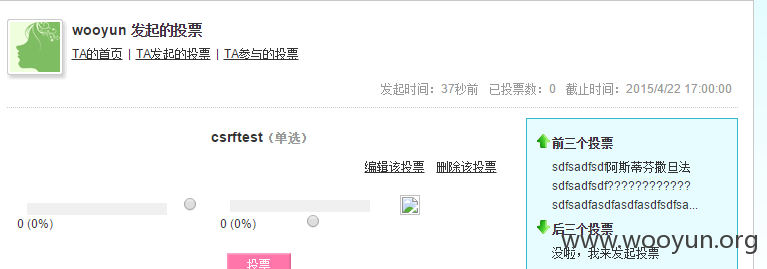 wooyun 发起的投票
TA的首页 | TA发起的投票 | TA参与的投票
发起时间：37秒前 已投票数：0 截止时间：2015/4/22 17:00:00
csrftest（单选）
编辑该投票 删除该投票
0 (0%)
0 (0%)
投票
前三个投票
sdfsadfsdf阿斯蒂芬撒旦法
sdfsadfsdf????????????
sdfsadfasdfasdfasdfsdfsa...
后三个投票
没啦，我来发起投票
www.wooyun.org